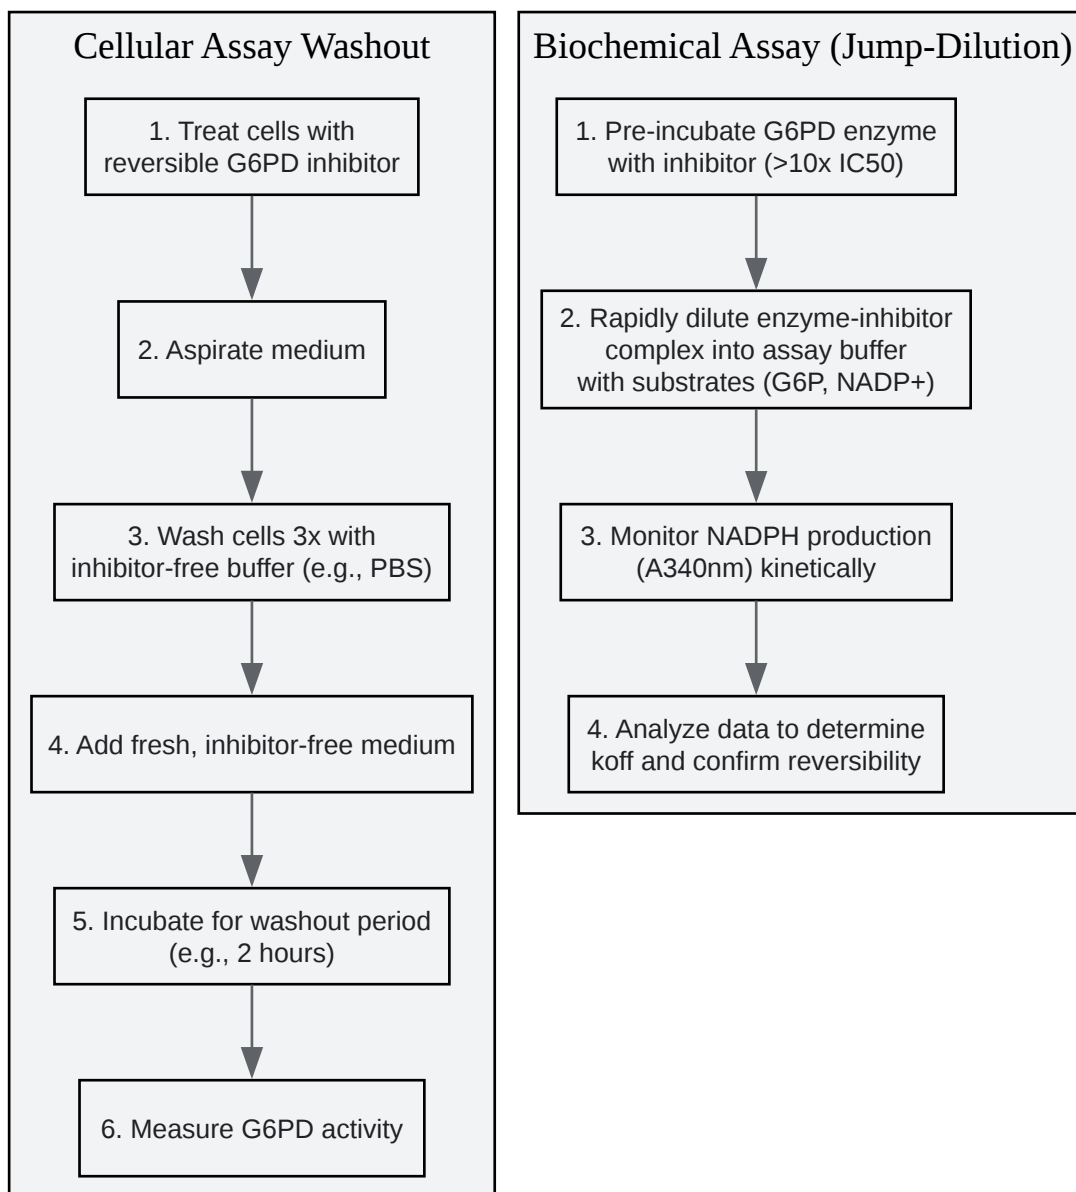 Cellular Assay Washout
1. Treat cells with
reversible G6PD inhibitor
2. Aspirate medium
3. Wash cells 3x with
inhibitor-free buffer (e.g., PBS)
4. Add fresh, inhibitor-free medium
5. Incubate for washout period
(e.g., 2 hours)
6. Measure G6PD activity
Biochemical Assay (Jump-Dilution)
1. Pre-incubate G6PD enzyme
with inhibitor (>10x IC50)
2. Rapidly dilute enzyme-inhibitor
complex into assay buffer
with substrates (G6P, NADP+)
3. Monitor NADPH production
(A340nm) kinetically
4. Analyze data to determine
koff and confirm reversibility